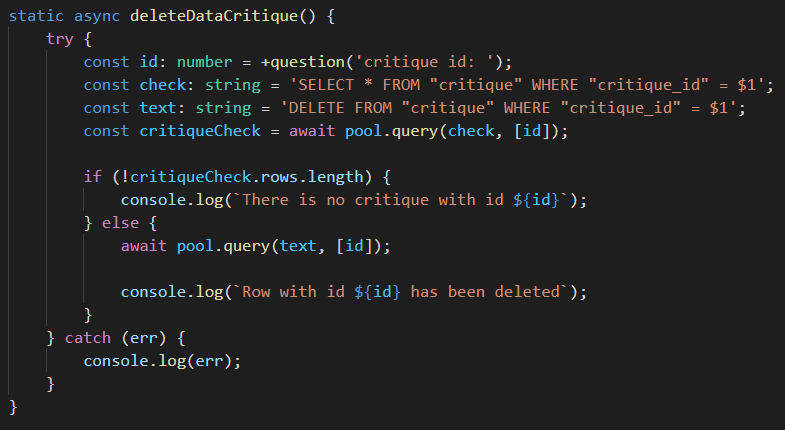 static async deleteDataCritique() {
    try {
        const id: number = +question('critique id: ');
        const check: string = 'SELECT * FROM "critique" WHERE "critique_id" = $1';
        const text: string = 'DELETE FROM "critique" WHERE "critique_id" = $1';
        const critiqueCheck = await pool.query(check, [id]);

        if (!critiqueCheck.rows.length) {
            console.log(`There is no critique with id ${id}`);
        } else {
            await pool.query(text, [id]);

            console.log(`Row with id ${id} has been deleted`);
        }
    } catch (err) {
        console.log(err);
    }
}